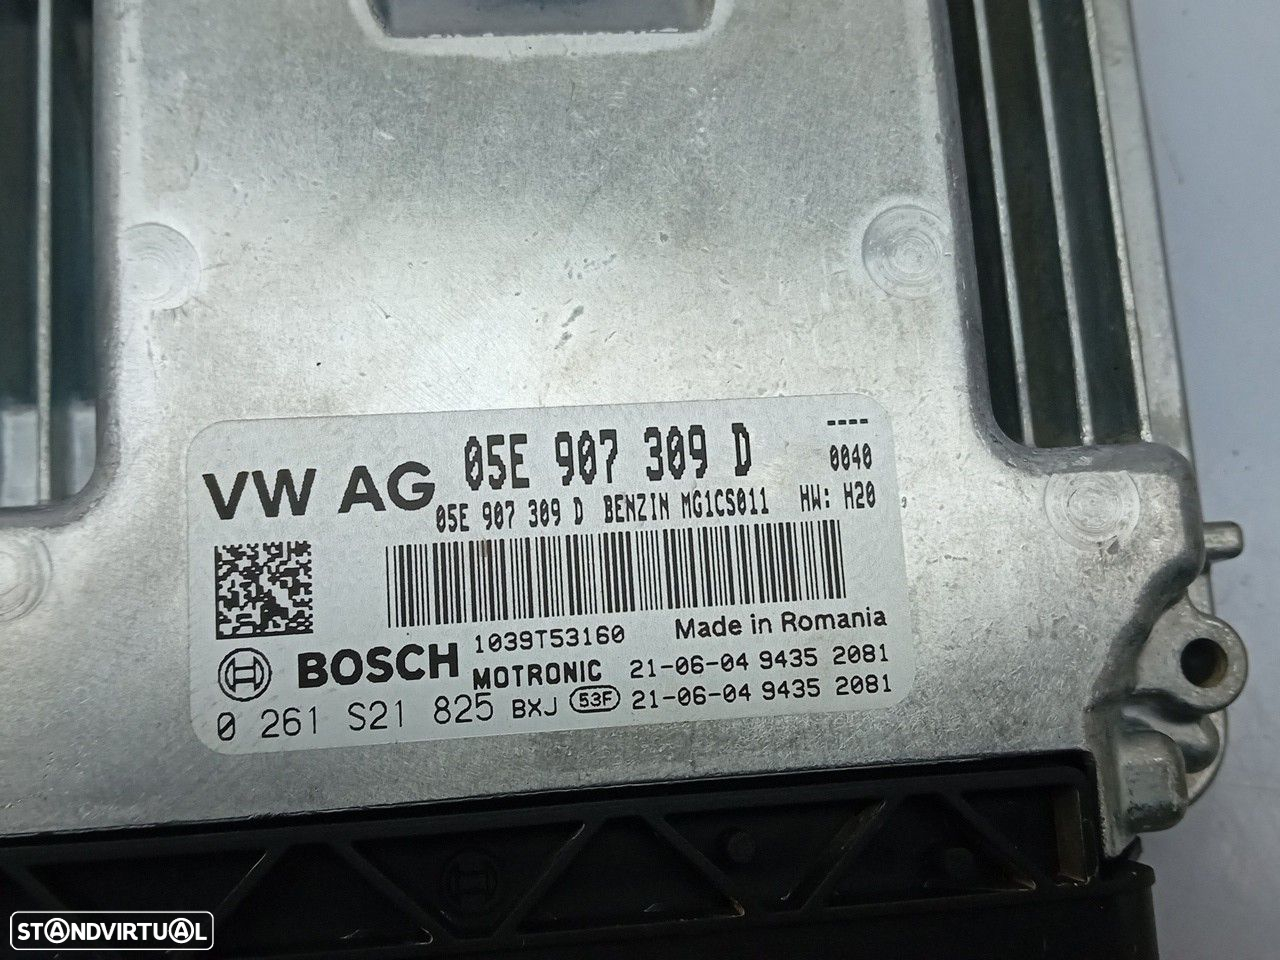 VW AG 05E 907 309 D ----
0040
05E 907 309 D BENZIN MG1CS011 HW: H20
1039T53160 Made in Romania
BOSCH MOTRONIC 21-06-04 9435 2081
0 261 S21 825 BXJ 53F 21-06-04 9435 2081
STANDVIRTUAL